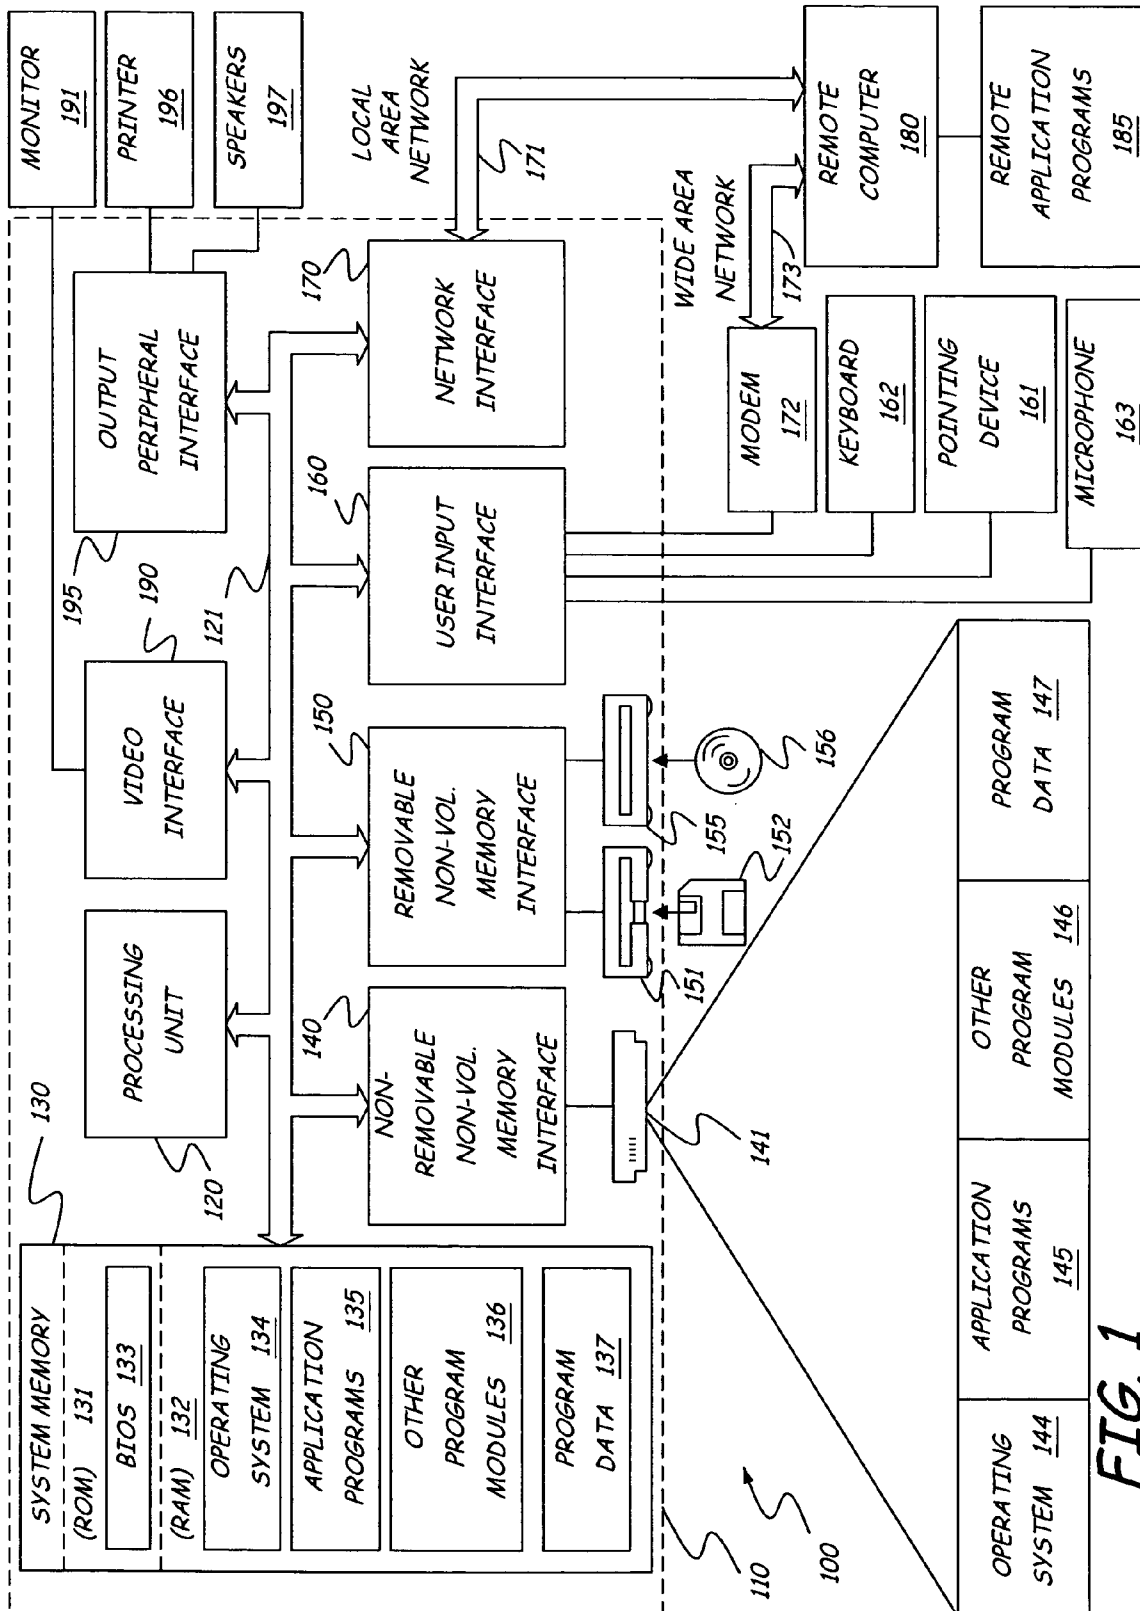 SYSTEM MEMORY
(ROM) 131
BIOS 133
(RAM) 132
OPERATING
SYSTEM 134
APPLICATION
PROGRAMS 135
OTHER
PROGRAM
MODULES 136
PROGRAM
DATA 137
130
PROCESSING
UNIT
120
VIDEO
INTERFACE
190
121
OUTPUT
PERIPHERAL
INTERFACE
195
MONITOR
191
PRINTER
196
SPEAKERS
197
NON-
REMOVABLE
NON-VOL.
MEMORY
INTERFACE
140
REMOVABLE
NON-VOL.
MEMORY
INTERFACE
150
USER INPUT
INTERFACE
160
NETWORK
INTERFACE
170
LOCAL
AREA
NETWORK
171
141
151
152
155
156
WIDE AREA
NETWORK
173
MODEM
172
KEYBOARD
162
POINTING
DEVICE
161
MICROPHONE
163
REMOTE
COMPUTER
180
REMOTE
APPLICATION
PROGRAMS
185
110
100
OPERATING
SYSTEM 144
APPLICATION
PROGRAMS
145
OTHER
PROGRAM
MODULES 146
PROGRAM
DATA 147
FIG. 1